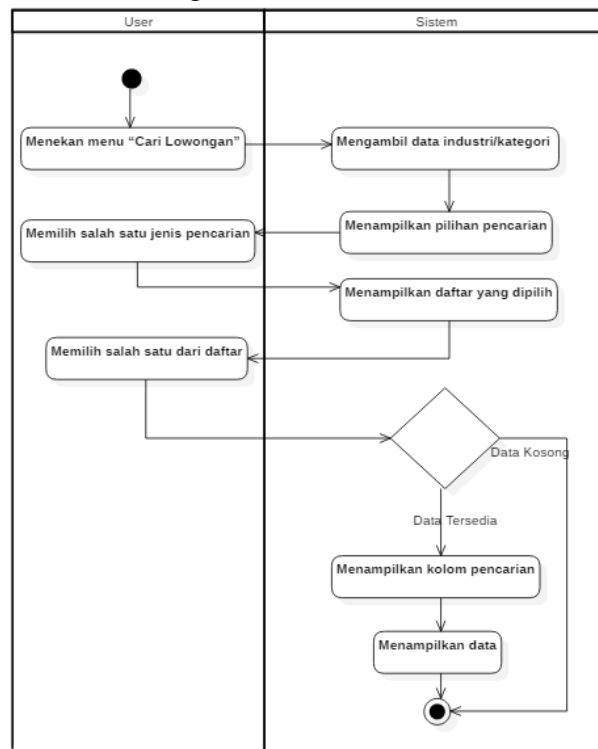 User
Sistem
Menekan menu “Cari Lowongan”
Mengambil data industri/kategori
Menampilkan pilihan pencarian
Memilih salah satu jenis pencarian
Menampilkan daftar yang dipilih
Memilih salah satu dari daftar
Data Kosong
Data Tersedia
Menampilkan kolom pencarian
Menampilkan data